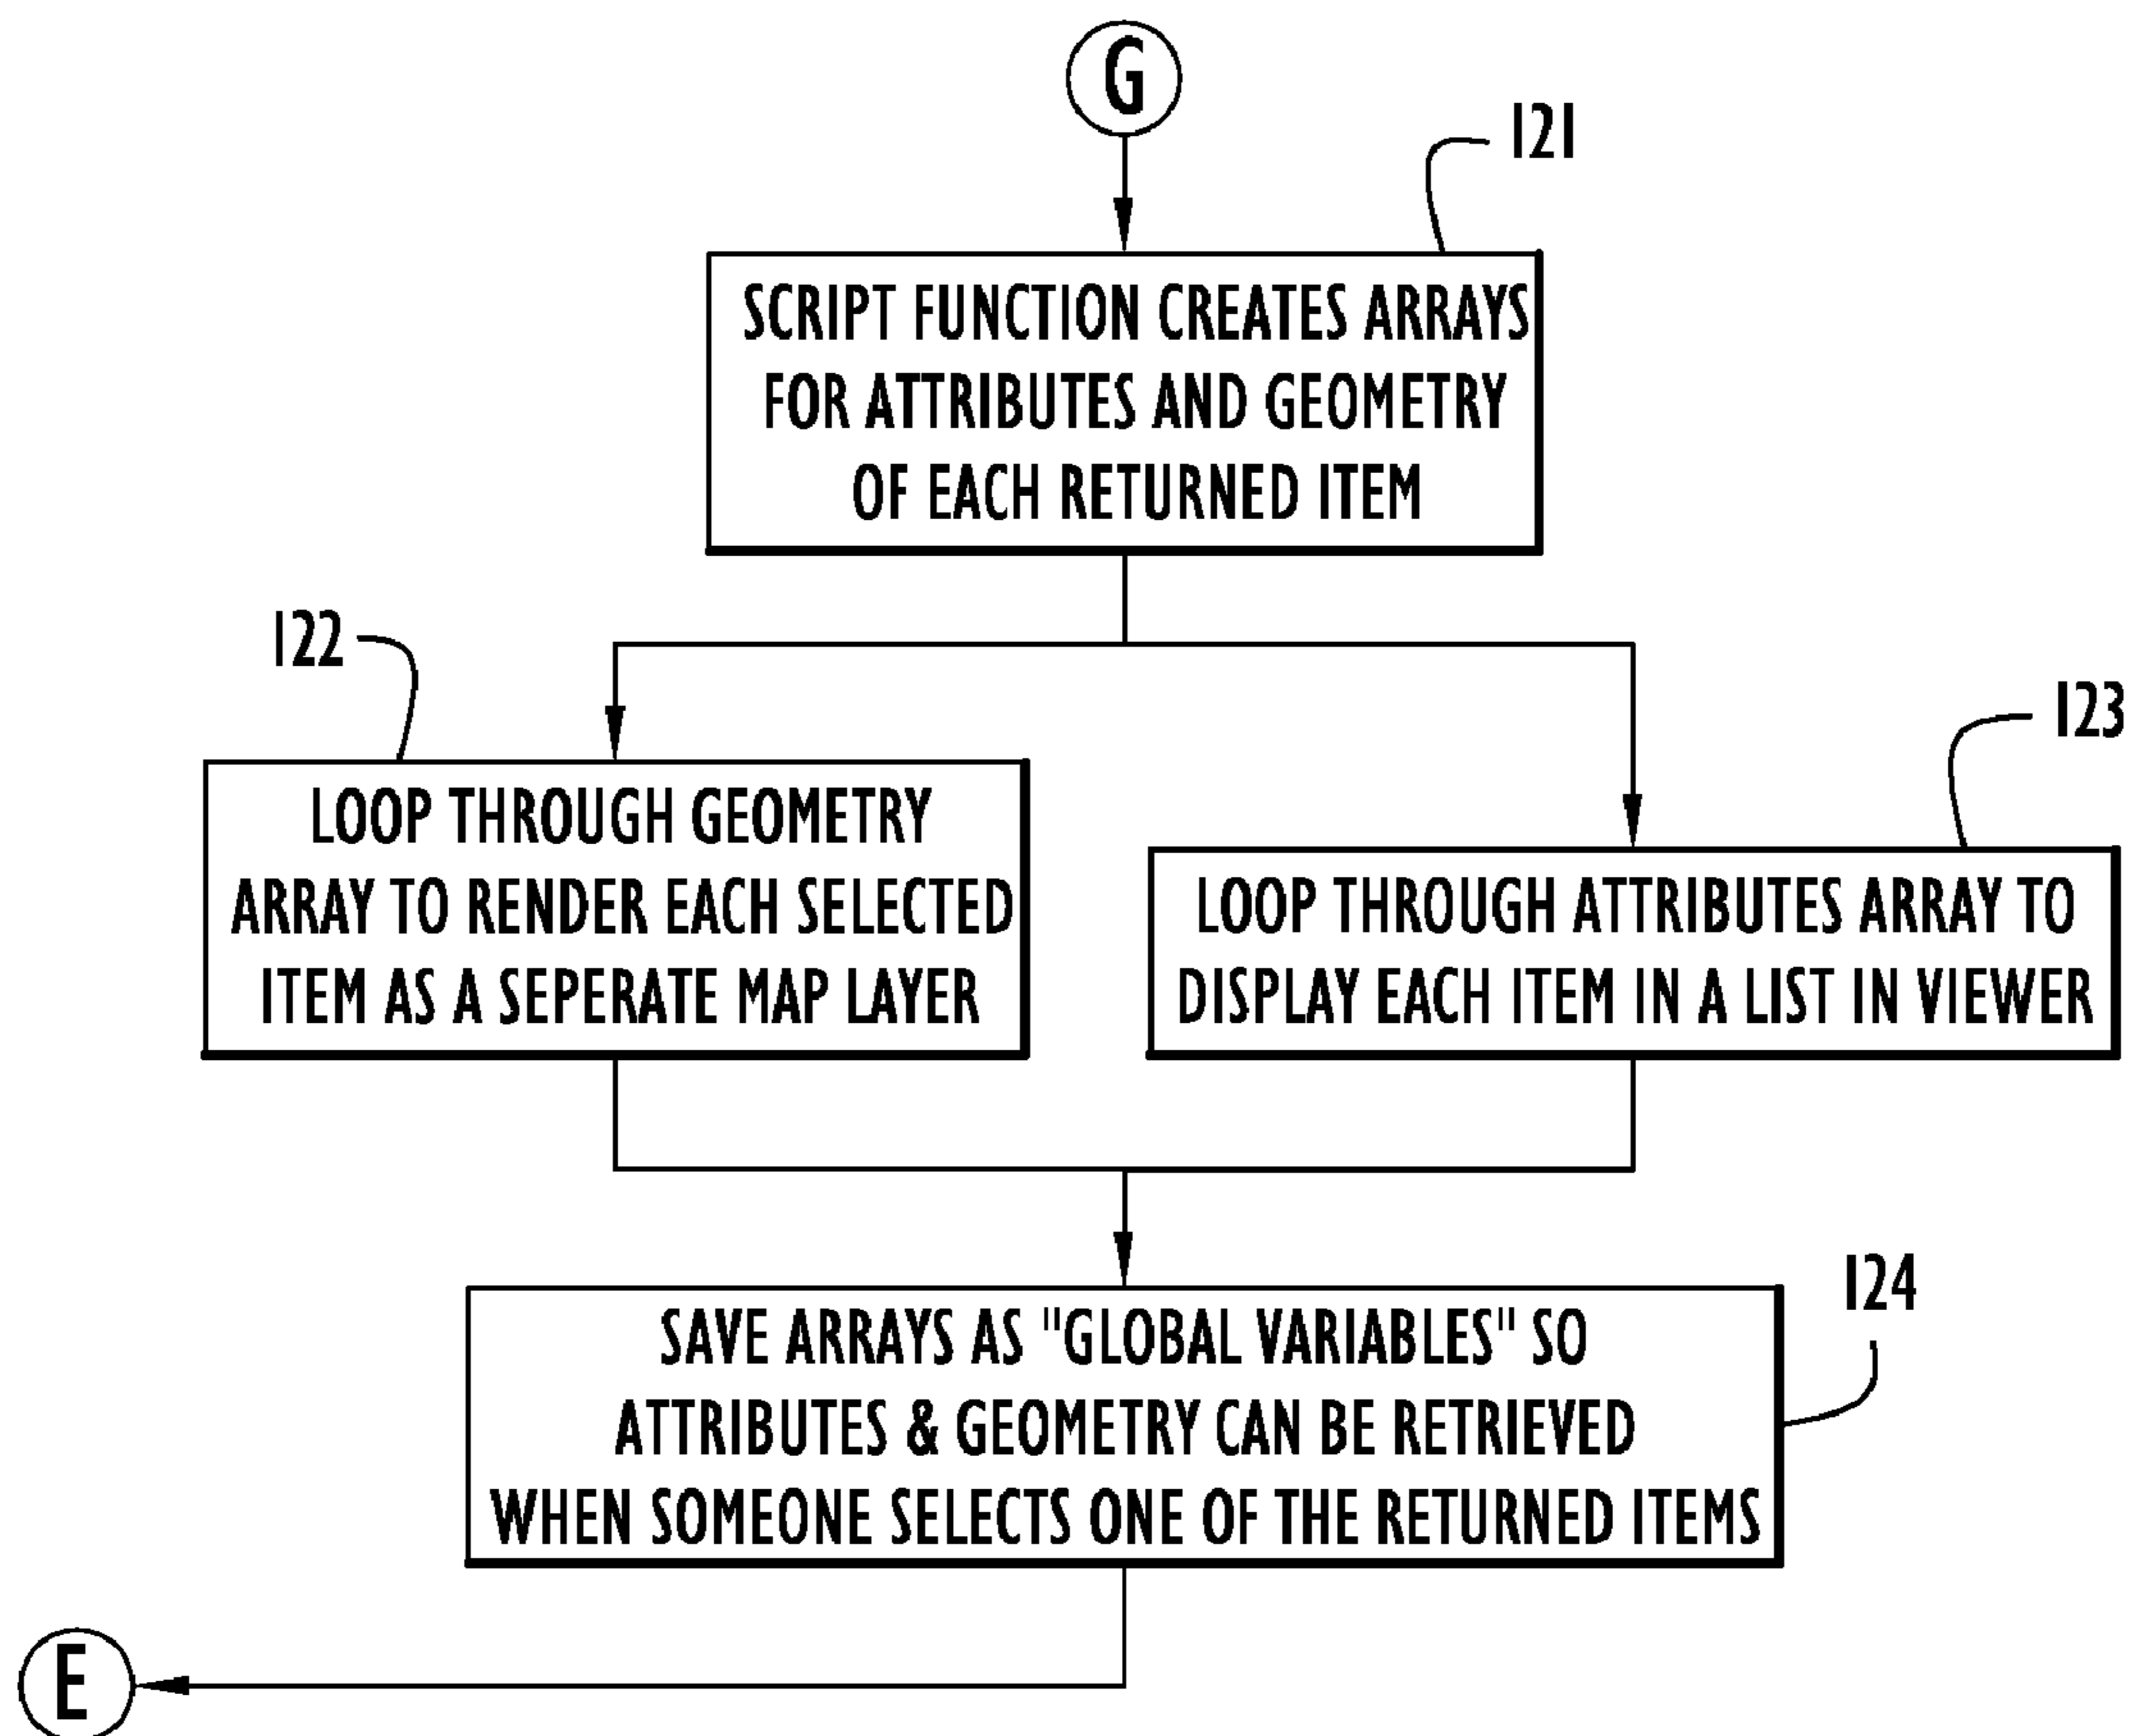 G
121
SCRIPT FUNCTION CREATES ARRAYS
FOR ATTRIBUTES AND GEOMETRY
OF EACH RETURNED ITEM
122
LOOP THROUGH GEOMETRY
ARRAY TO RENDER EACH SELECTED
ITEM AS A SEPERATE MAP LAYER
123
LOOP THROUGH ATTRIBUTES ARRAY TO
DISPLAY EACH ITEM IN A LIST IN VIEWER
124
SAVE ARRAYS AS "GLOBAL VARIABLES" SO
ATTRIBUTES & GEOMETRY CAN BE RETRIEVED
WHEN SOMEONE SELECTS ONE OF THE RETURNED ITEMS
E